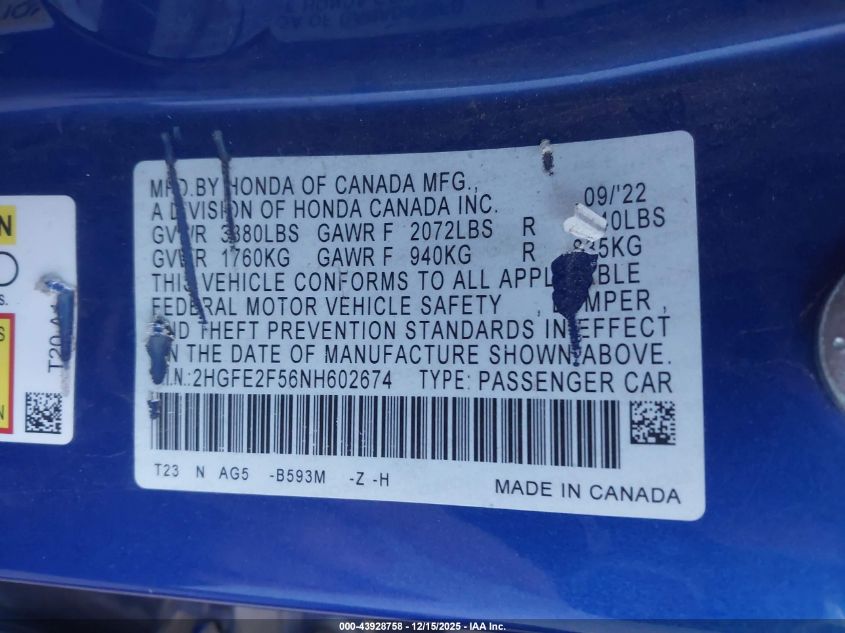 MFD.BY HONDA OF CANADA MFG., 09/'22
A DIVISION OF HONDA CANADA INC.
GVWR 3880LBS GAWR F 2072LBS R
GVWR 1760KG GAWR F 940KG R
THIS VEHICLE CONFORMS TO ALL APPLICABLE
FEDERAL MOTOR VEHICLE SAFETY, BUMPER,
AND THEFT PREVENTION STANDARDS IN EFFECT
ON THE DATE OF MANUFACTURE SHOWN ABOVE.
V.I.N.:2HGFE2F56NH602674 TYPE: PASSENGER CAR
T23 N AG5 -B593M -Z -H
MADE IN CANADA
000-43928758 - 12/15/2025 - IAA Inc.